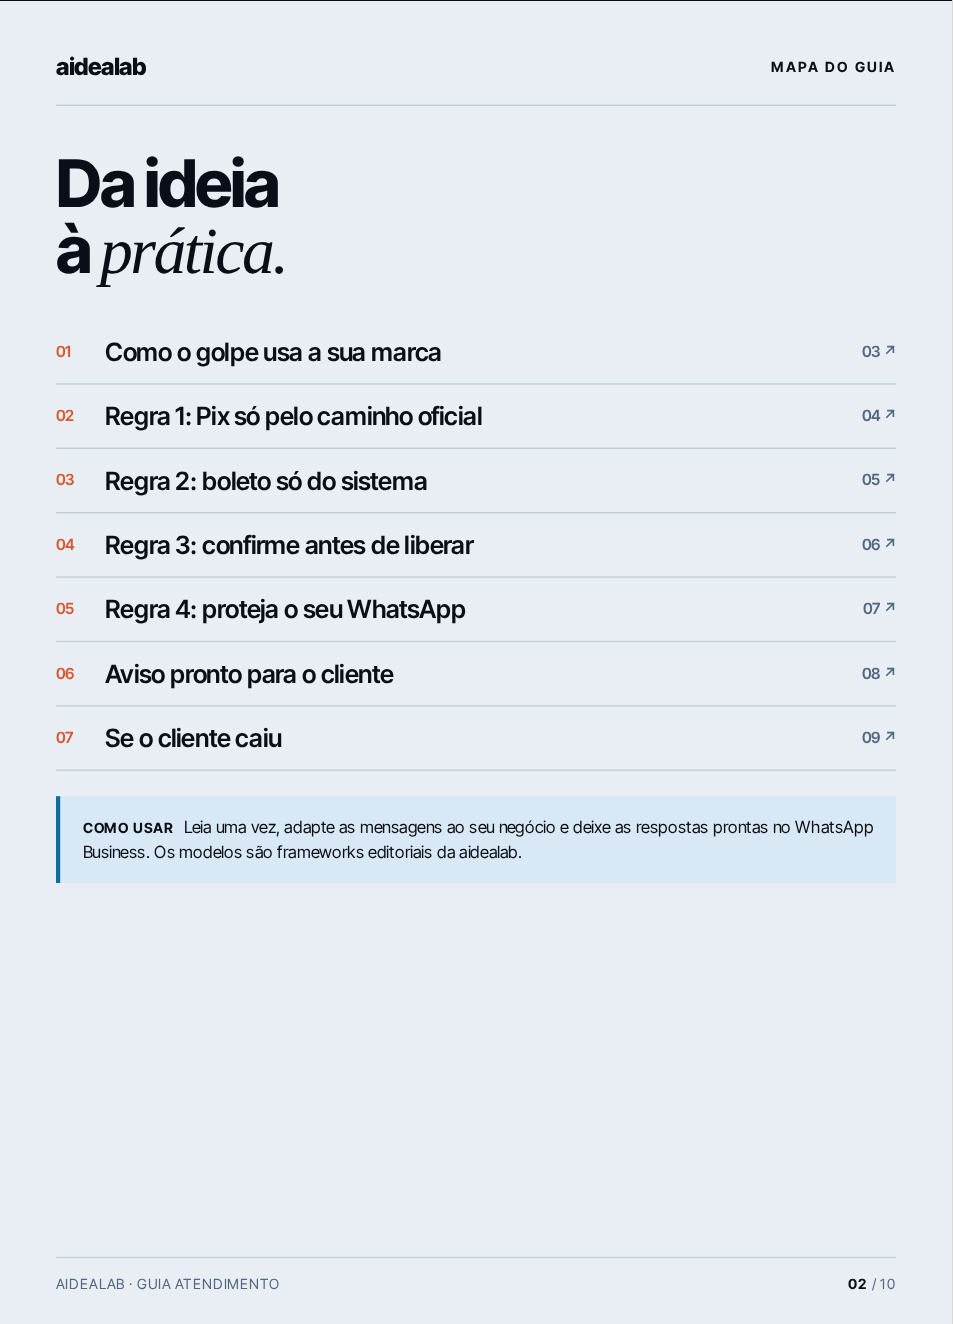 aidealab
MAPA DO GUIA
Da ideia
à prática.
01 Como o golpe usa a sua marca 03 ↗
02 Regra 1: Pix só pelo caminho oficial 04 ↗
03 Regra 2: boleto só do sistema 05 ↗
04 Regra 3: confirme antes de liberar 06 ↗
05 Regra 4: proteja o seu WhatsApp 07 ↗
06 Aviso pronto para o cliente 08 ↗
07 Se o cliente caiu 09 ↗
COMO USAR Leia uma vez, adapte as mensagens ao seu negócio e deixe as respostas prontas no WhatsApp
Business. Os modelos são frameworks editoriais da aidealab.
AIDEALAB · GUIA ATENDIMENTO
02 / 10